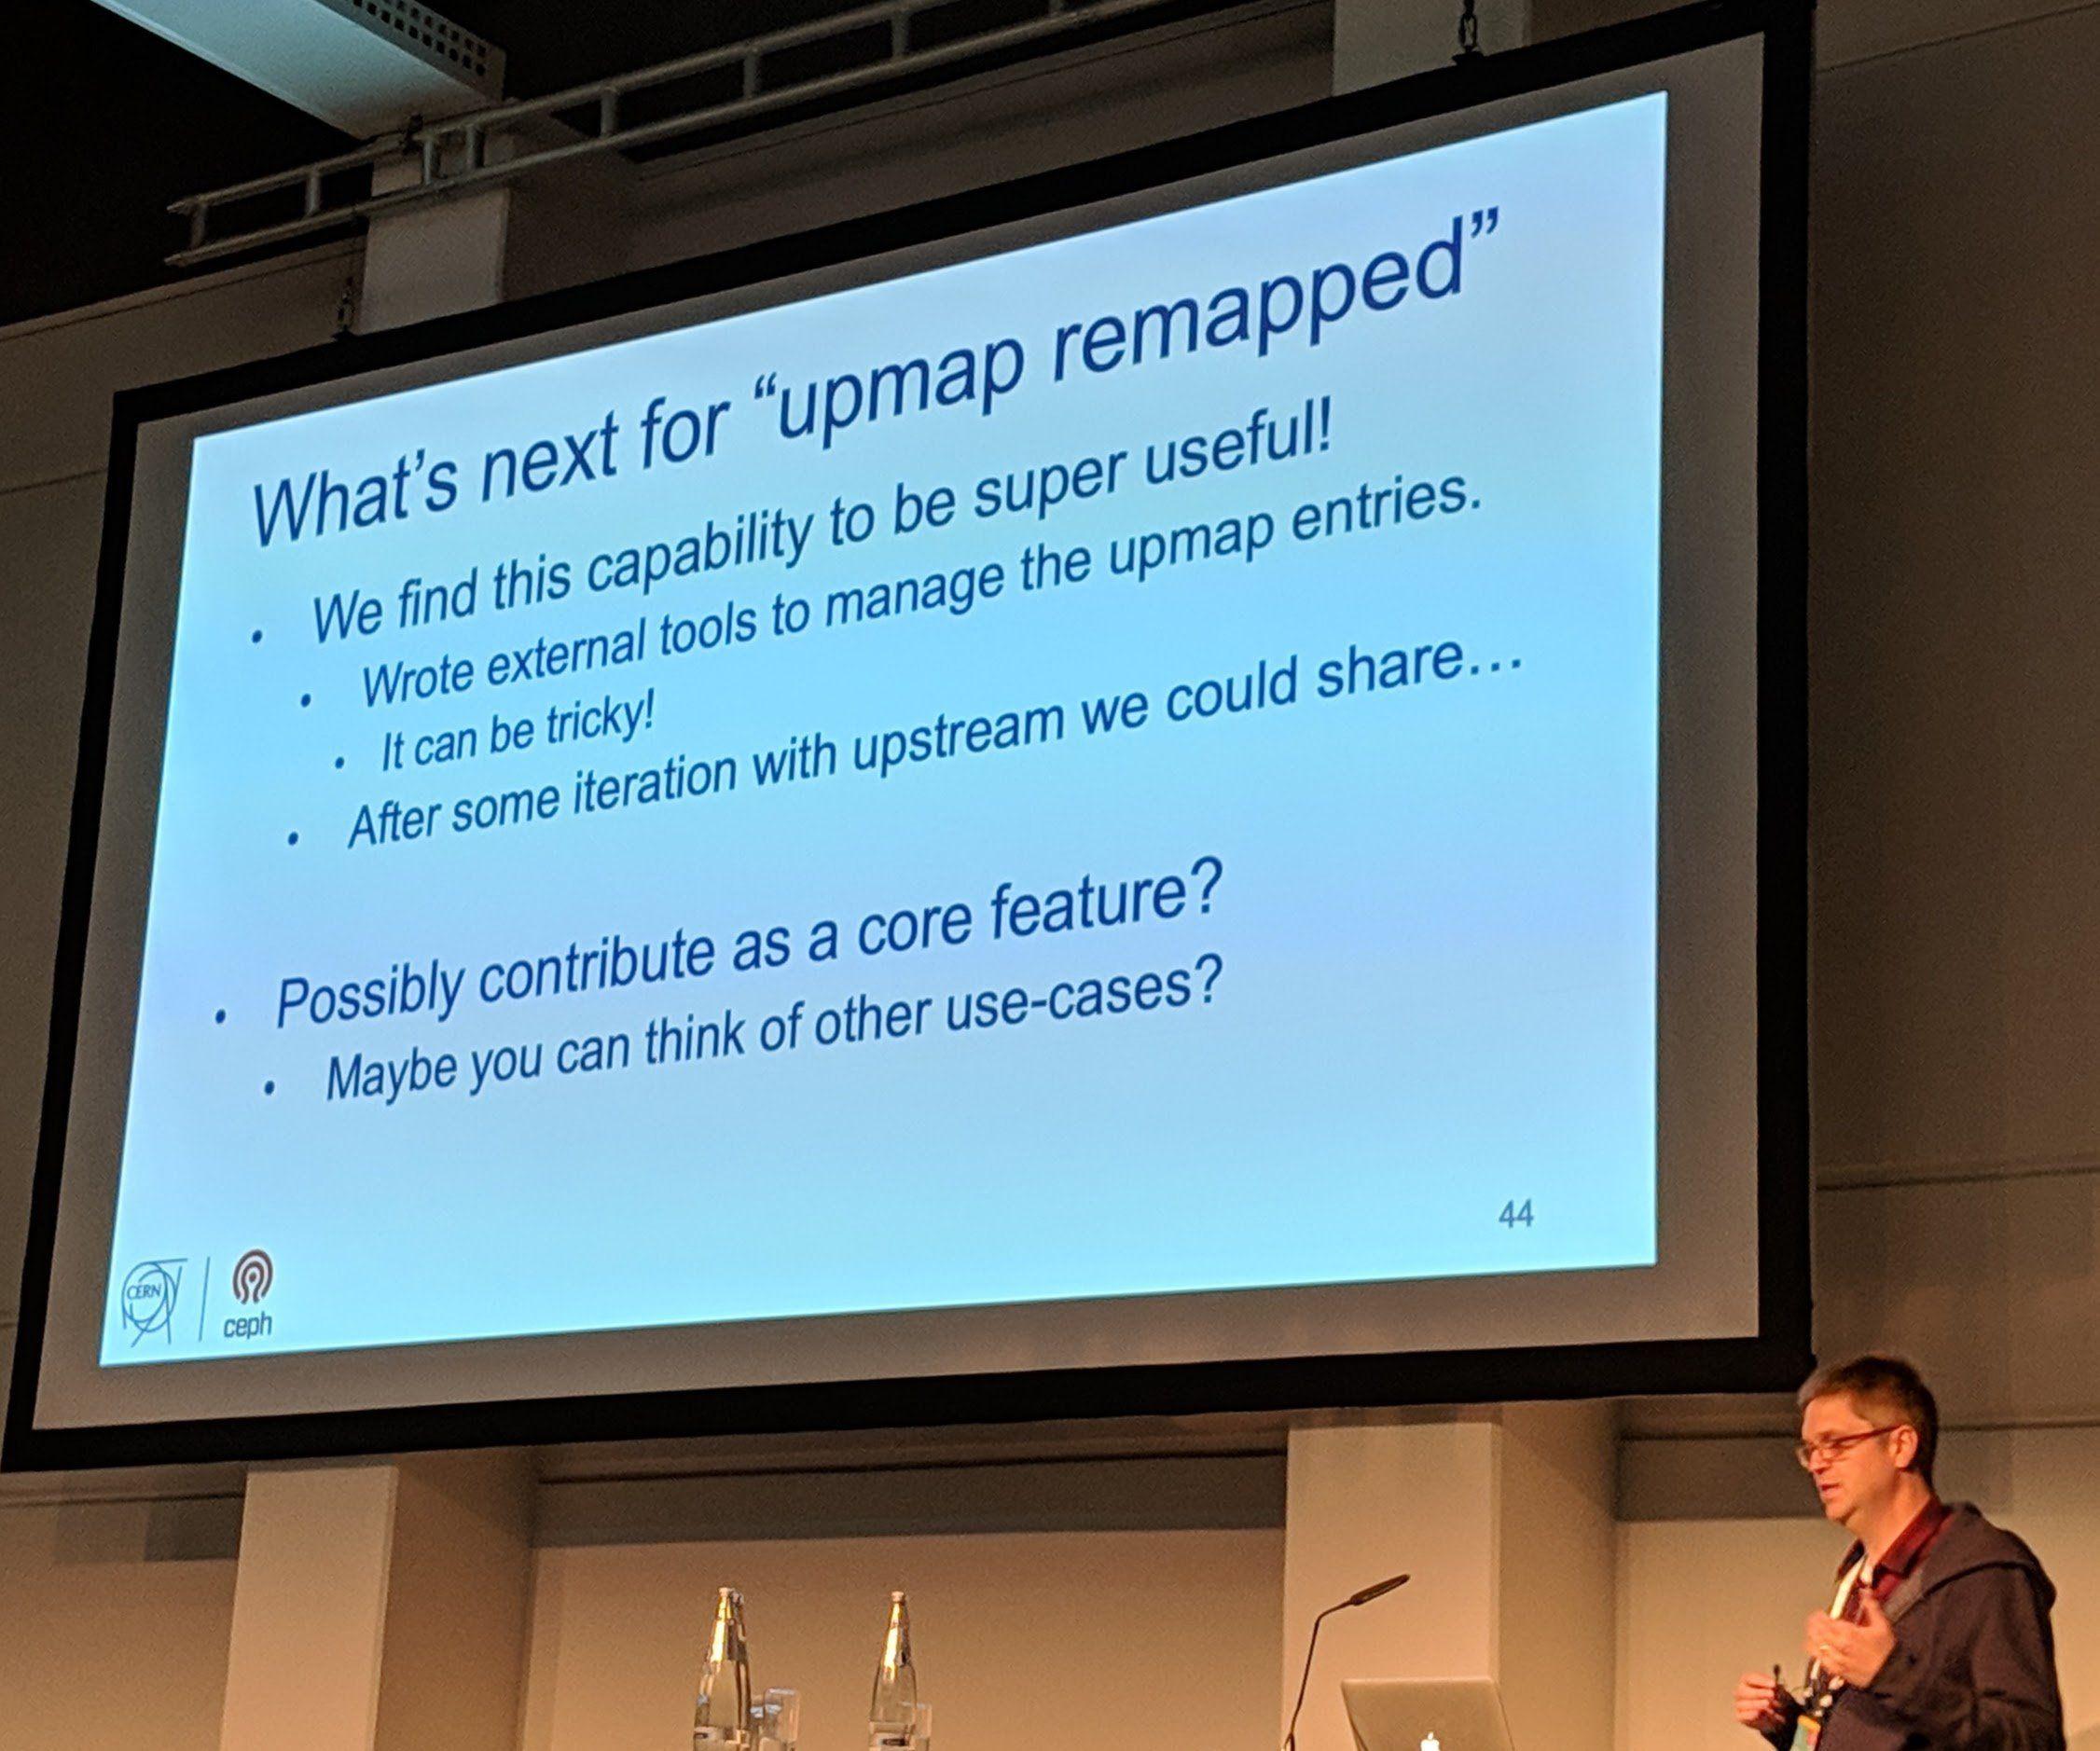 What's next for “upmap remapped”
• We find this capability to be super useful!
• Wrote external tools to manage the upmap entries.
• It can be tricky!
• After some iteration with upstream we could share…
• Possibly contribute as a core feature?
• Maybe you can think of other use-cases?
44
CERN
ceph